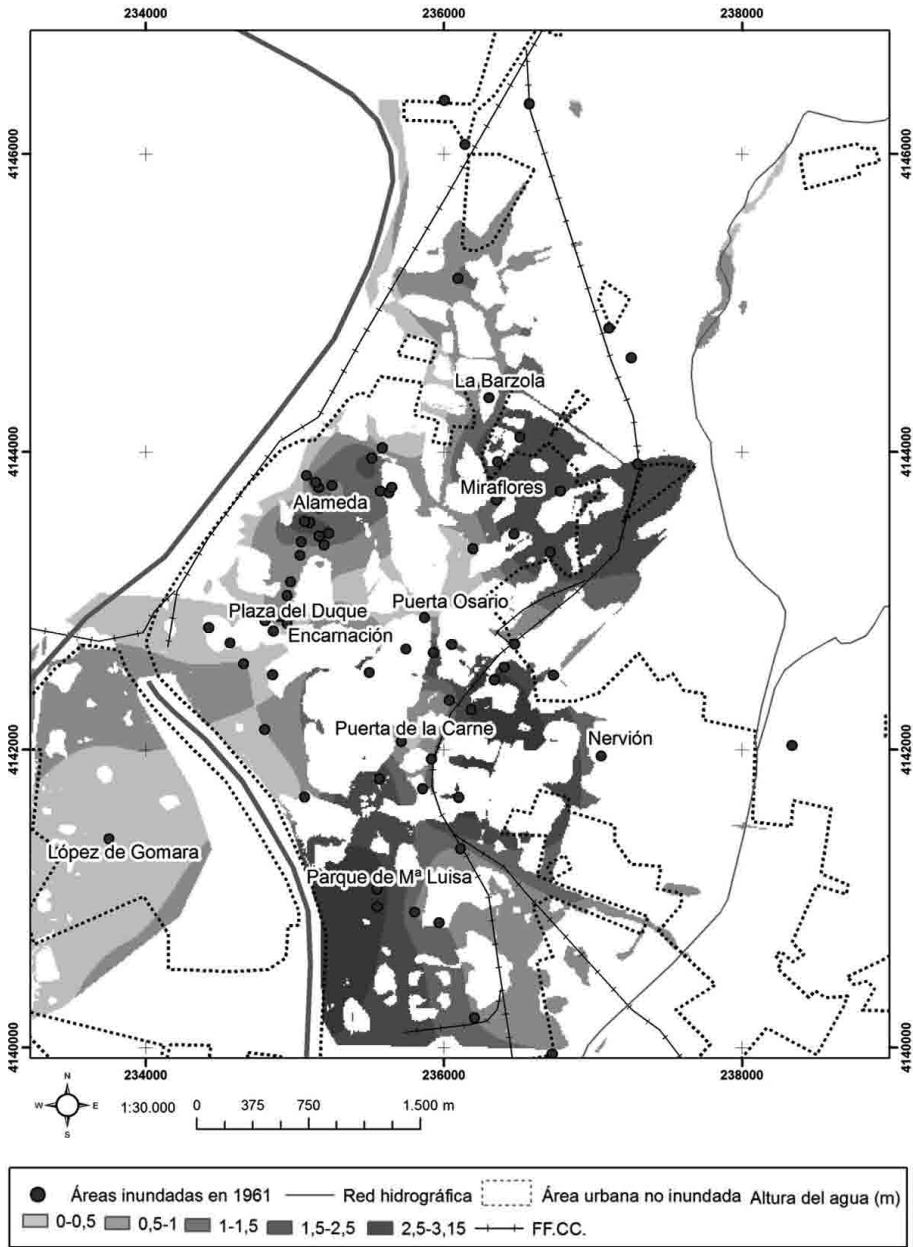 234000 236000 238000
4146000 4146000
La Barzola
4144000 4144000
Miraflores
Alameda
Puerta Osario
Plaza del Duque
Encarnación
Puerta de la Carne
Nervión
4142000 4142000
López de Gomara
Parque de Mª Luisa
4140000 4140000
234000 236000 238000
N
W E
S
1:30.000 0 375 750 1.500 m
Áreas inundadas en 1961 Red hidrográfica Área urbana no inundada Altura del agua (m)
0-0,5 0,5-1 1-1,5 1,5-2,5 2,5-3,15 FF.CC.